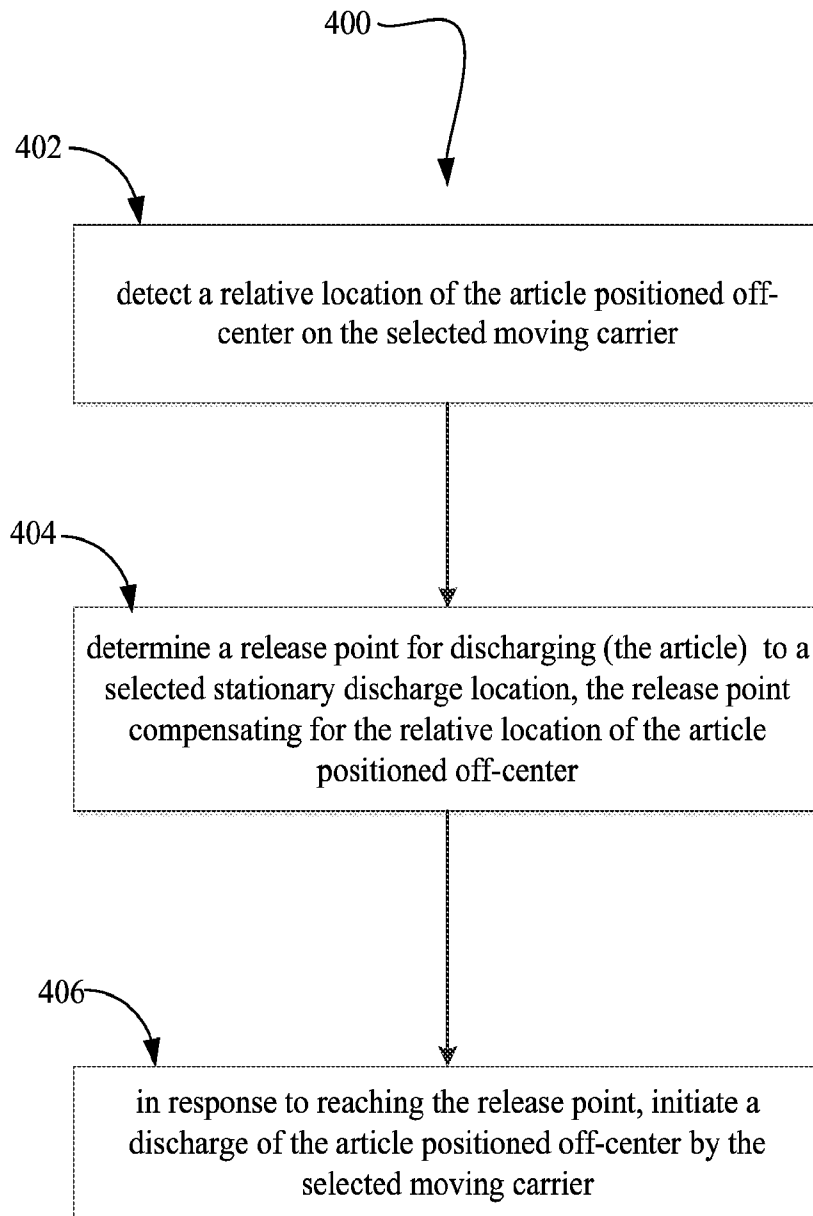 400
402
detect a relative location of the article positioned off-
center on the selected moving carrier
404
determine a release point for discharging (the article) to a
selected stationary discharge location, the release point
compensating for the relative location of the article
positioned off-center
406
in response to reaching the release point, initiate a
discharge of the article positioned off-center by the
selected moving carrier